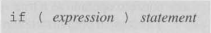 if ( expression ) statement